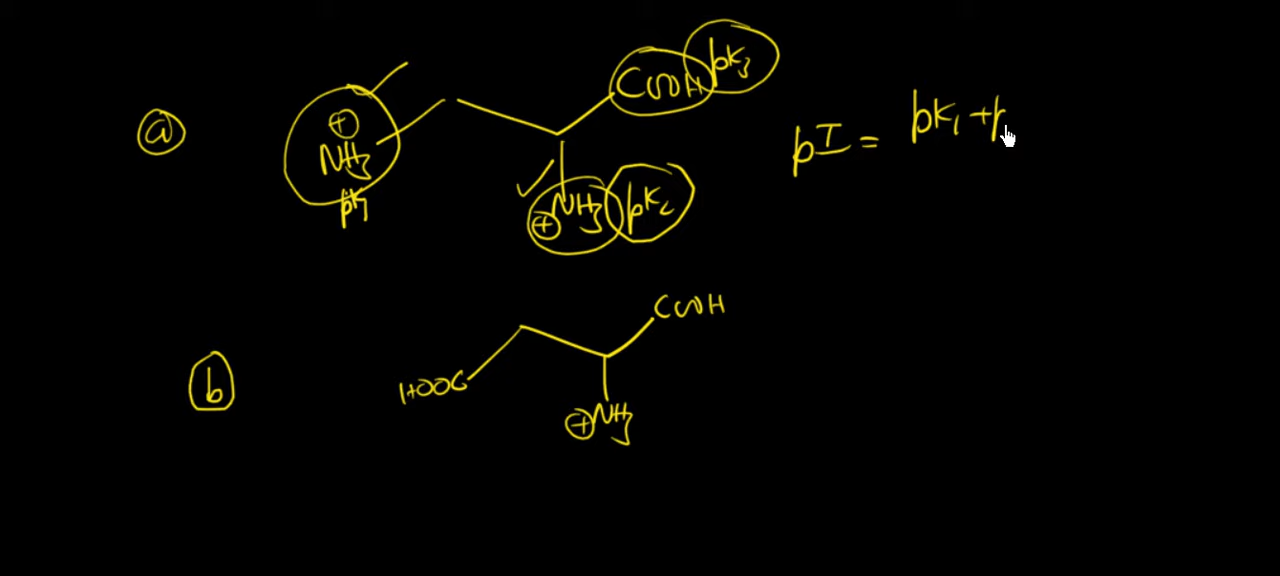 COOH pK₃
ⓐ ⊕ NH₃ pK₁
pI = pK₁ +
⊕NH₃ pK₂
COOH
b HOOC
⊕NH₃